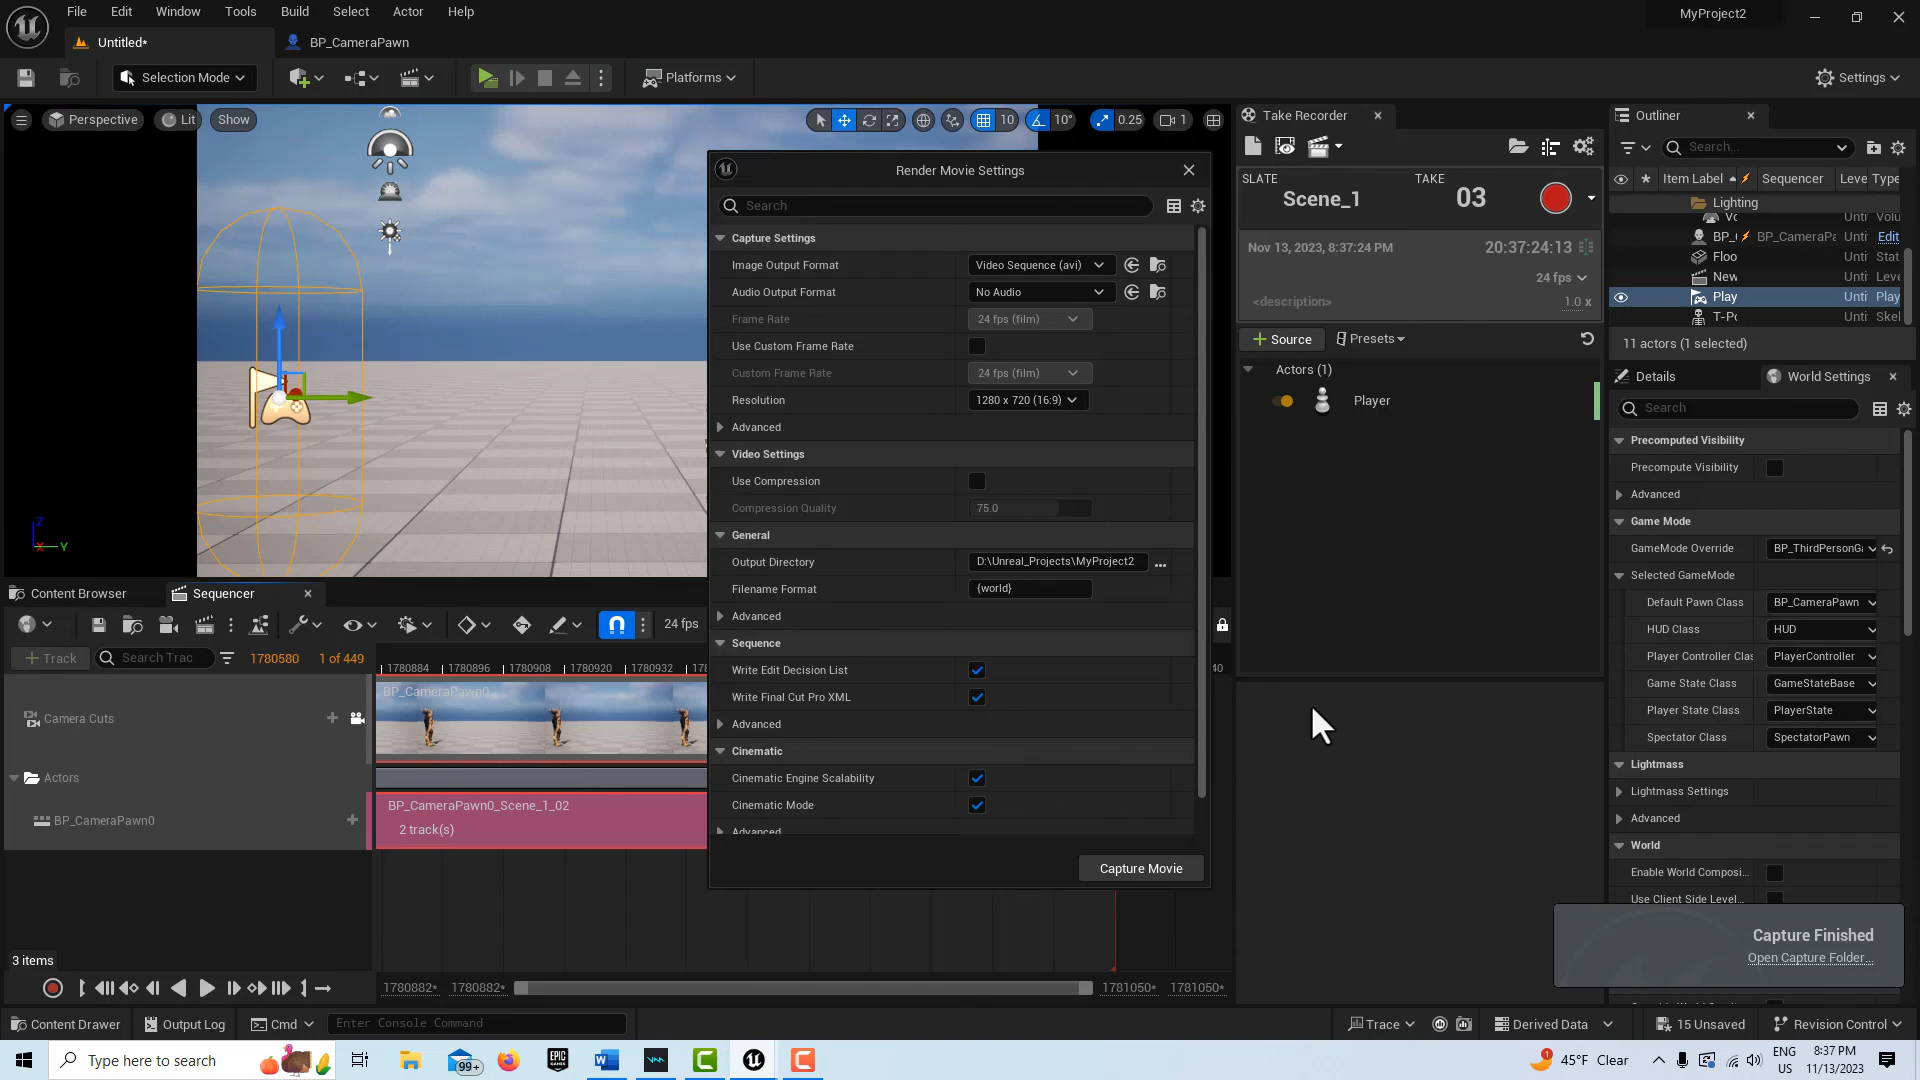 File Edit Window Tools Build Select Actor Help
MyProject2
Untitled*
BP_CameraPawn
Selection Mode
Platforms
Settings
Perspective
Lit
Show
10
10°
0.25
1
Render Movie Settings
Search
Capture Settings
Image Output Format
Video Sequence (avi)
Audio Output Format
No Audio
Frame Rate
24 fps (film)
Use Custom Frame Rate
Custom Frame Rate
24 fps (film)
Resolution
1280 x 720 (16:9)
Advanced
Video Settings
Use Compression
Compression Quality
75.0
General
Output Directory
D:\Unreal_Projects\MyProject2
Filename Format
{world}
Advanced
Sequence
Write Edit Decision List
Write Final Cut Pro XML
Advanced
Cinematic
Cinematic Engine Scalability
Cinematic Mode
Advanced
Capture Movie
Take Recorder
SLATE
Scene_1
TAKE
03
Nov 13, 2023, 8:37:24 PM
20:37:24:13
24 fps
<description>
1.0 x
Source
Presets
Actors (1)
Player
Outliner
Search...
Item Label
Sequencer
Leve
Type
Lighting
Vo
Unti
Volu
BP_(
BP_CameraPa
Unti
Edit
Floo
Unti
Stat
New
Unti
Leve
Play
Unti
Play
T-Po
Unti
Skel
11 actors (1 selected)
Details
World Settings
Search
Precomputed Visibility
Precompute Visibility
Advanced
Game Mode
GameMode Override
BP_ThirdPersonGa
Selected GameMode
Default Pawn Class
BP_CameraPawn
HUD Class
HUD
Player Controller Clas
PlayerController
Game State Class
GameStateBase
Player State Class
PlayerState
Spectator Class
SpectatorPawn
Lightmass
Lightmass Settings
Advanced
World
Enable World Composi...
Use Client Side Level...
Capture Finished
Open Capture Folder...
Z
X
Y
Content Browser
Sequencer
24 fps
Track
Search Trac
1780580
1 of 449
1780884
1780896
1780908
1780920
1780932
178
40
Camera Cuts
BP_CameraPawn0
Actors
BP_CameraPawn0
BP_CameraPawn0_Scene_1_02
2 track(s)
3 items
1780882*
1780882*
1781050*
1781050*
Content Drawer
Output Log
Cmd
Enter Console Command
Trace
Derived Data
15 Unsaved
Revision Control
Type here to search
99+
EPIC
GAMES
1
45°F Clear
ENG
US
8:37 PM
11/13/2023